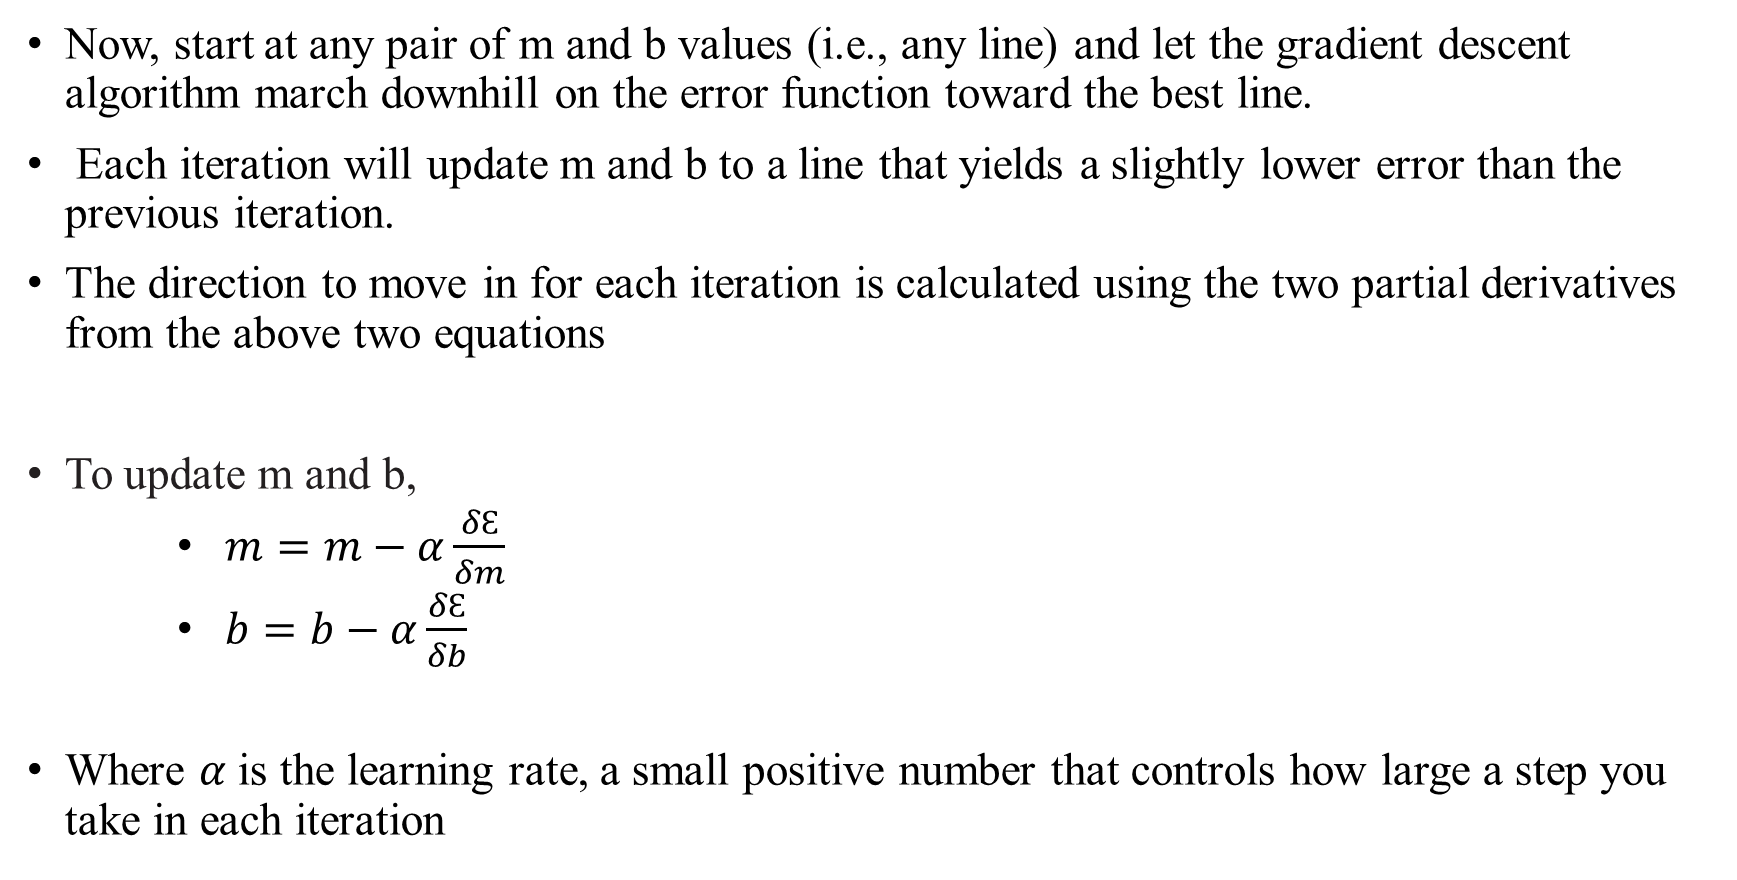 • Now, start at any pair of m and b values (i.e., any line) and let the gradient descent
algorithm march downhill on the error function toward the best line.
• Each iteration will update m and b to a line that yields a slightly lower error than the
previous iteration.
• The direction to move in for each iteration is calculated using the two partial derivatives
from the above two equations
• To update m and b,
• m = m − α δƐ/δm
• b = b − α δƐ/δb
• Where α is the learning rate, a small positive number that controls how large a step you
take in each iteration